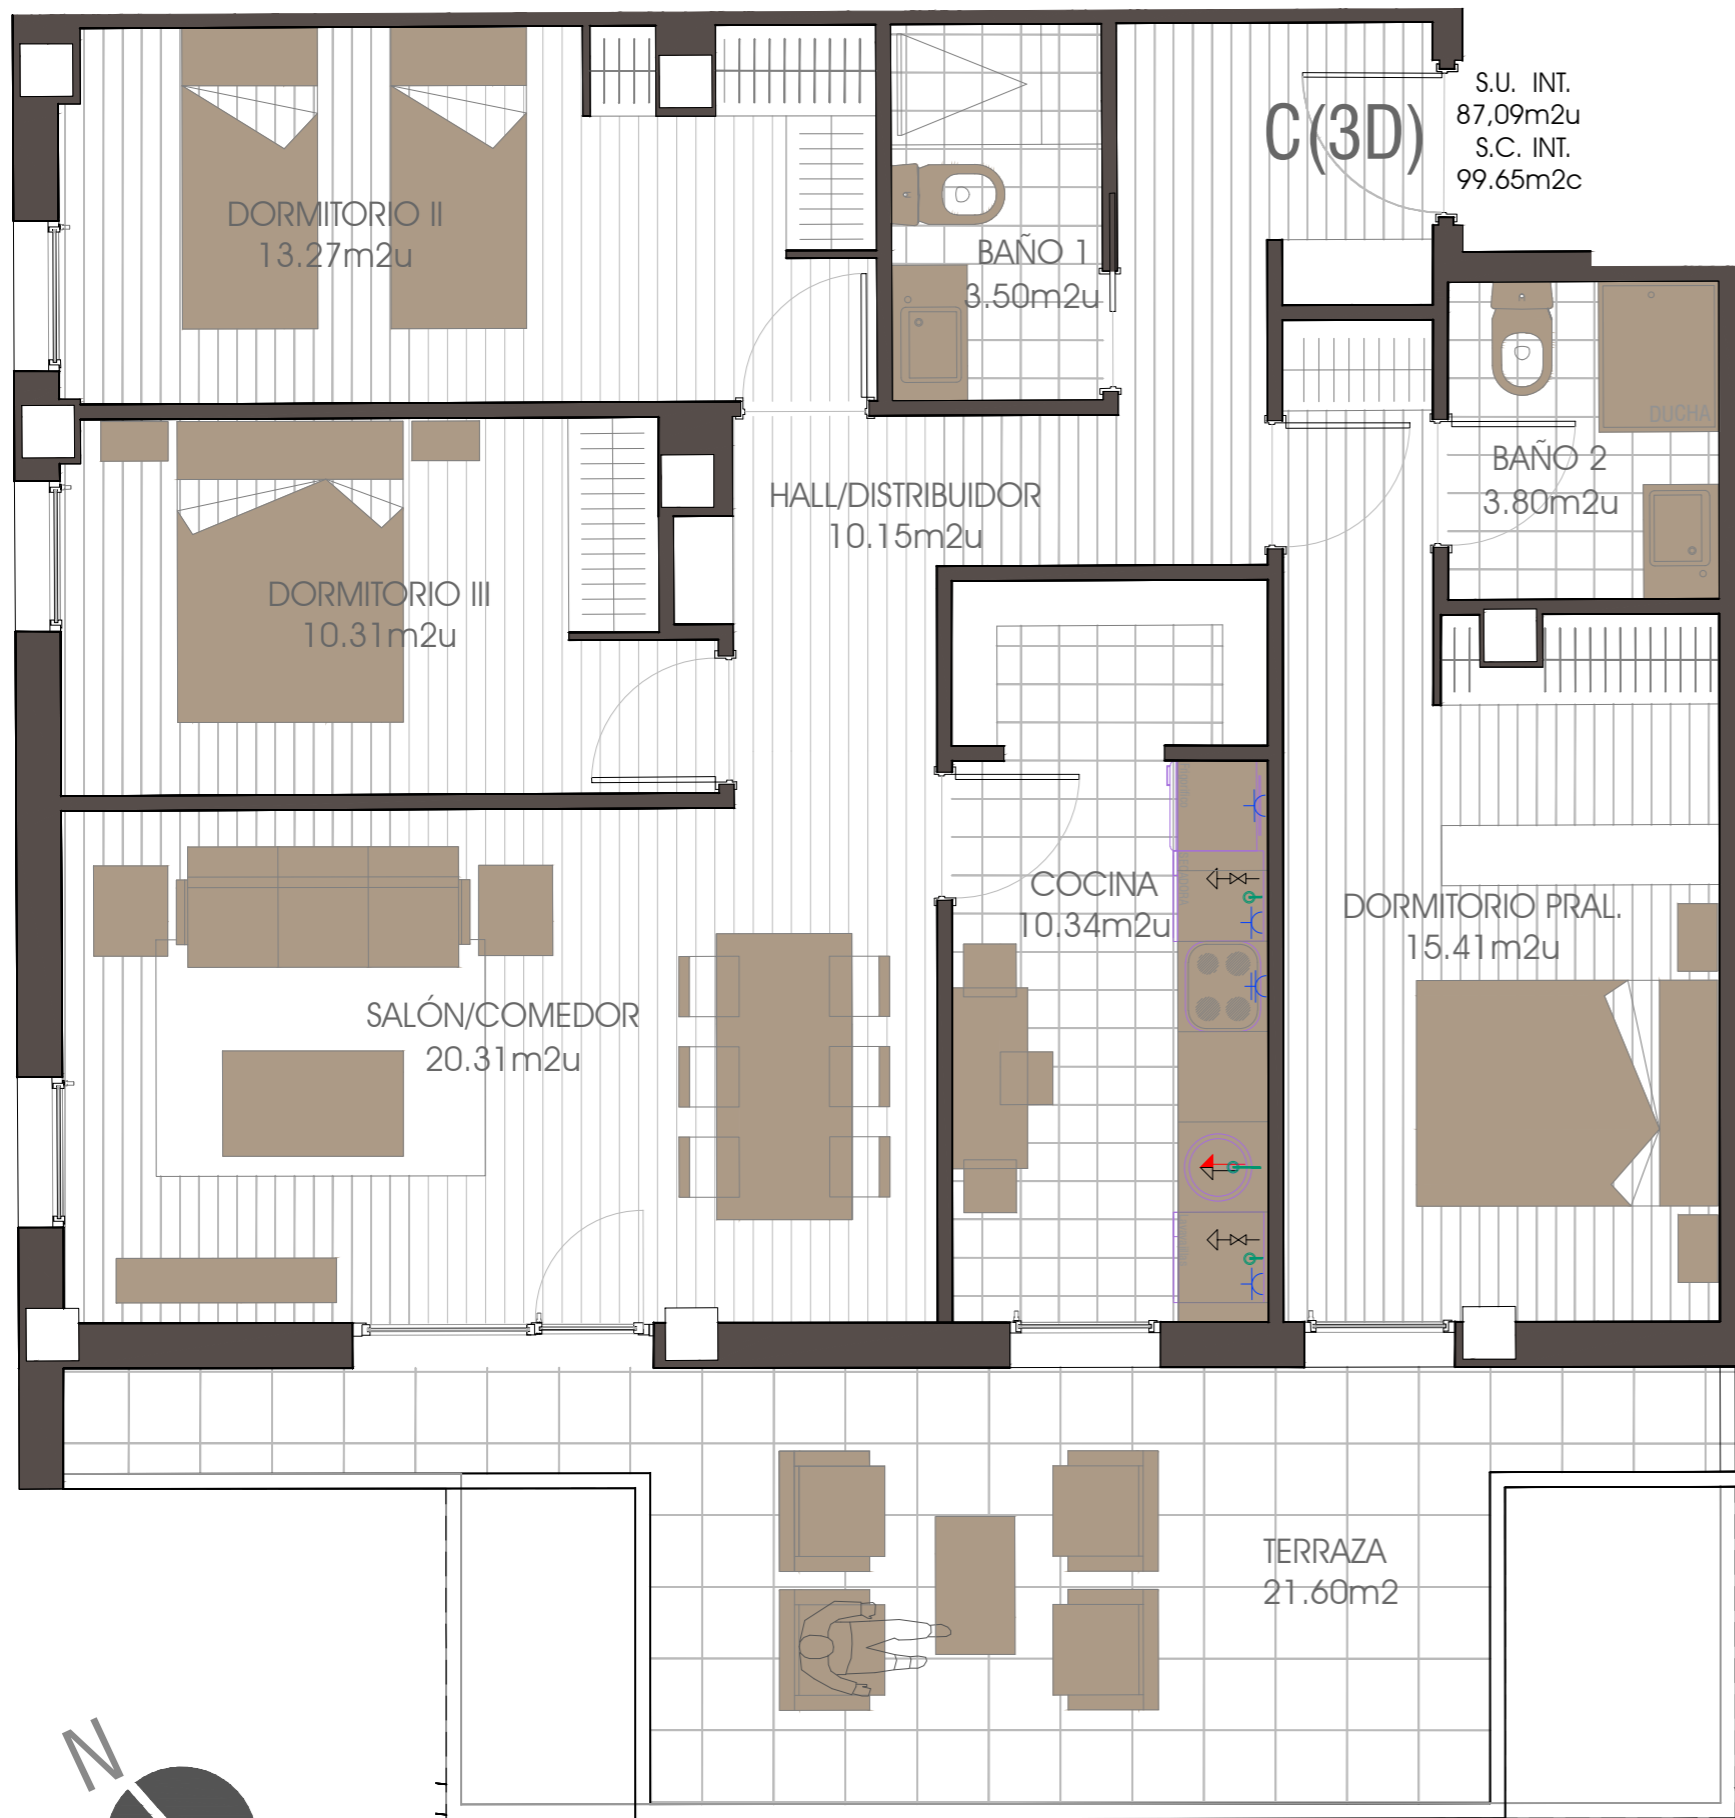 S.U. INT.
87,09m2u
S.C. INT.
99.65m2c
C(3D)
DORMITORIO II
13.27m2u
BAÑO 1
3.50m2u
DUCHA
BAÑO 2
3.80m2u
HALL/DISTRIBUIDOR
10.15m2u
DORMITORIO III
10.31m2u
COCINA
10.34m2u
DORMITORIO PRAL.
15.41m2u
SALÓN/COMEDOR
20.31m2u
TERRAZA
21.60m2
N